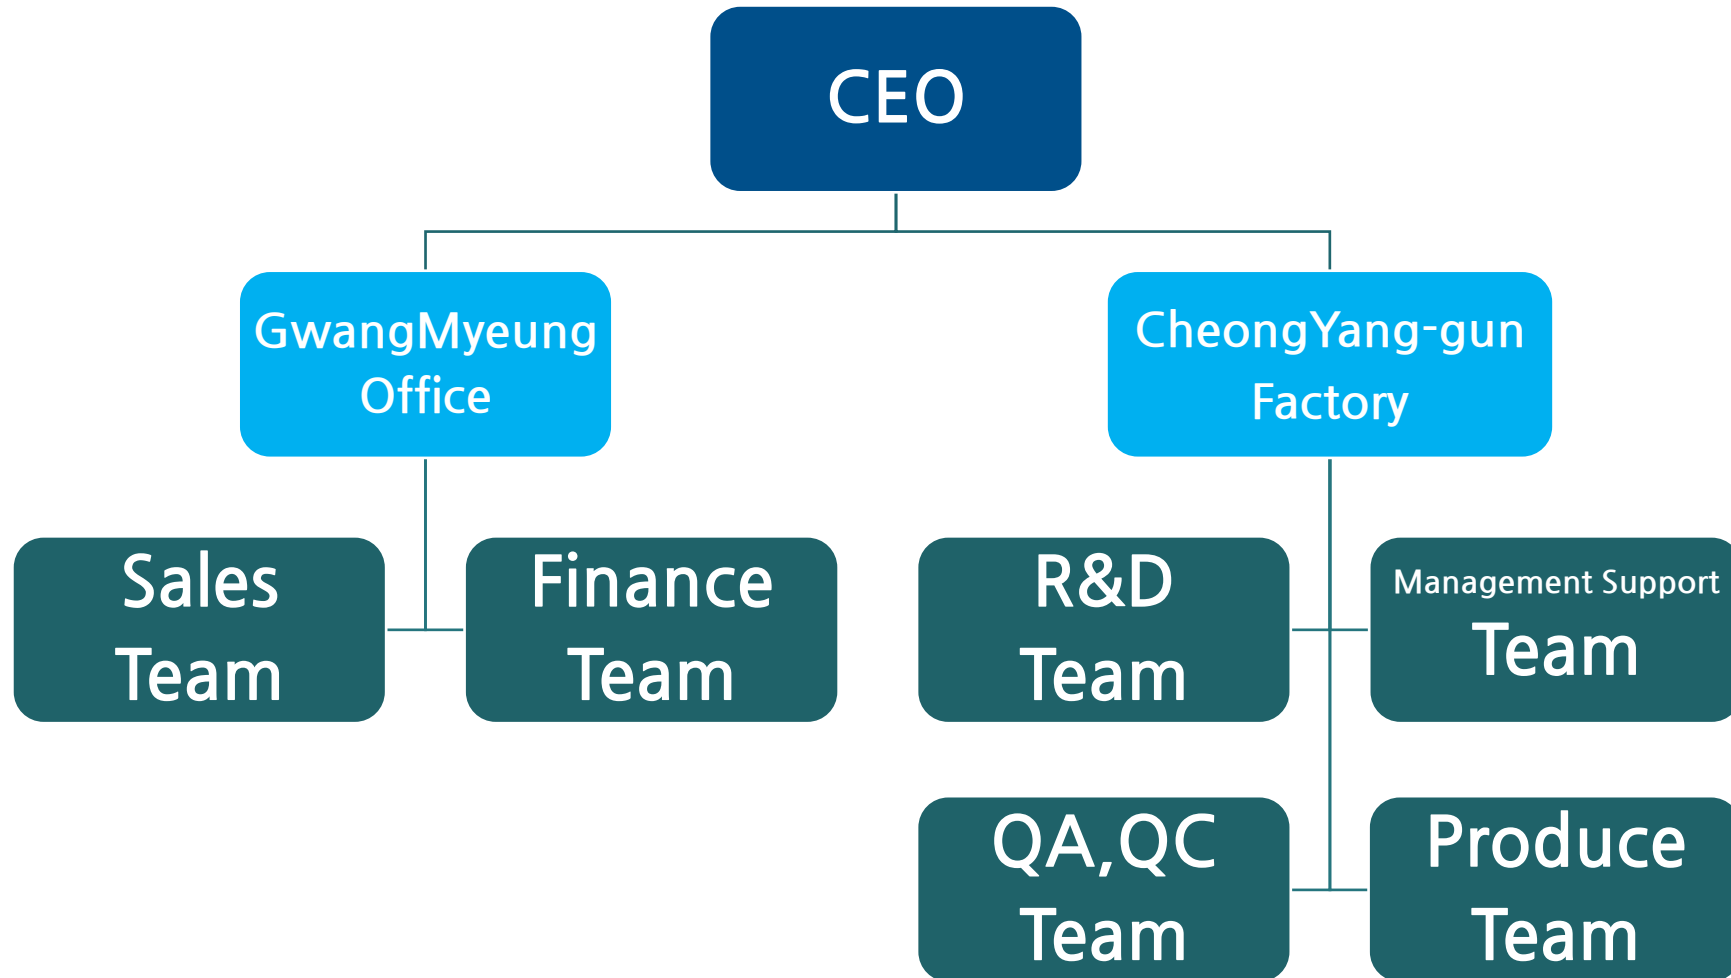 CEO
GwangMyeung
Office
CheongYang-gun
Factory
Sales
Team
Finance
Team
R&D
Team
Management Support
Team
QA,QC
Team
Produce
Team